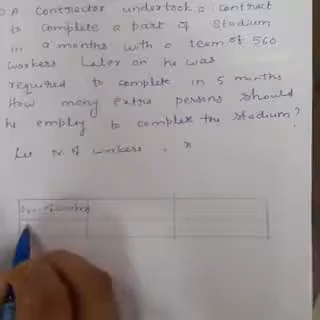 A contractor undertook a contract
to complete a part of stadium
in 9 months with a team of 560
workers Later on he was
required to complete in 5 months
How many extra persons should
he employ to complete the stadium?
no. of workers x